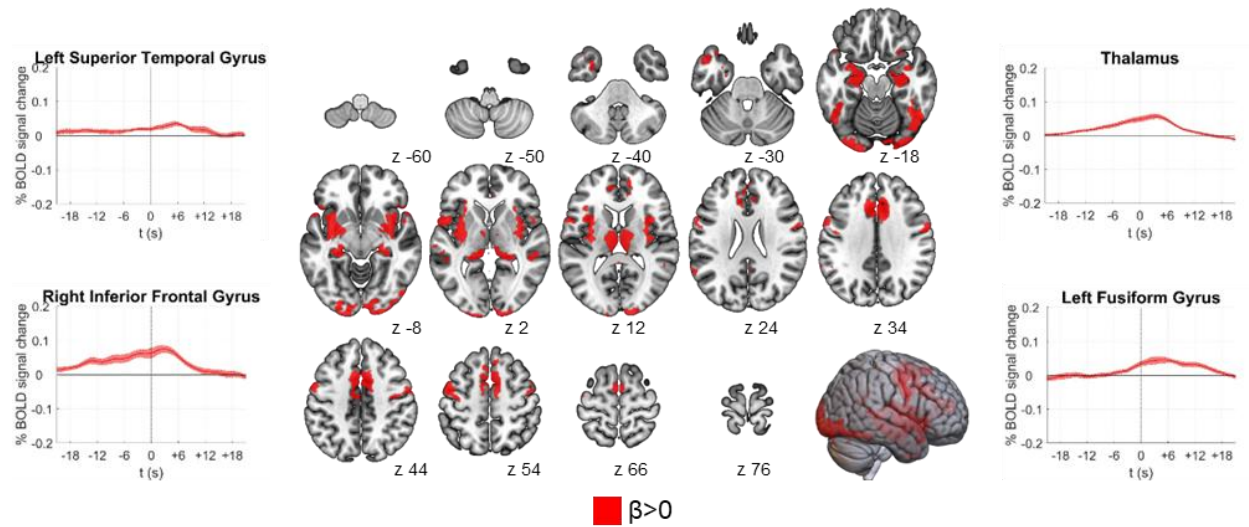 Left Superior Temporal Gyrus
% BOLD signal change
0.2
0.1
0
-0.1
-0.2
-18 -12 -6 0 +6 +12 +18
t (s)
Right Inferior Frontal Gyrus
% BOLD signal change
0.2
0.1
0
-0.1
-0.2
-18 -12 -6 0 +6 +12 +18
t (s)
z -60 z -50 z -40 z -30 z -18
z -8 z 2 z 12 z 24 z 34
z 44 z 54 z 66 z 76
β>0
Thalamus
% BOLD signal change
0.2
0.1
0
-0.1
-0.2
-18 -12 -6 0 +6 +12 +18
t (s)
Left Fusiform Gyrus
% BOLD signal change
0.2
0.1
0
-0.1
-0.2
-18 -12 -6 0 +6 +12 +18
t (s)